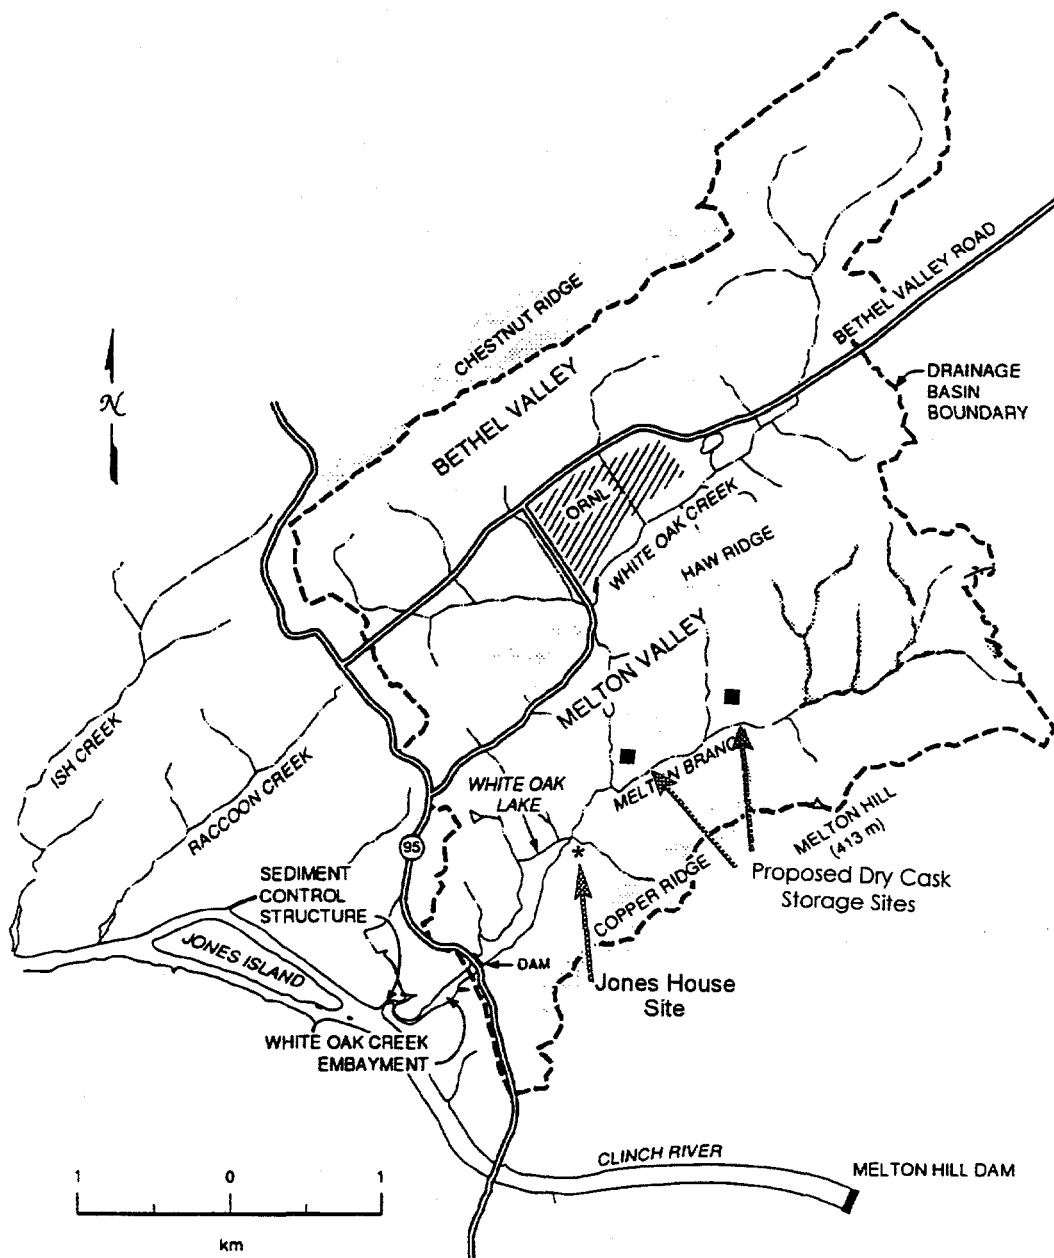 CHESTNUT RIDGE
BETHEL VALLEY ROAD
BETHEL VALLEY
DRAINAGE
BASIN
BOUNDARY
N
ORNL
WHITE OAK CREEK
HAW RIDGE
MELTON VALLEY
ISH CREEK
RACCOON CREEK
WHITE OAK
LAKE
MELTON BRANCH
MELTON HILL
(413 m)
95
SEDIMENT
CONTROL
STRUCTURE
COPPER RIDGE
Proposed Dry Cask
Storage Sites
JONES ISLAND
DAM
*
Jones House
Site
WHITE OAK CREEK
EMBAYMENT
CLINCH RIVER
MELTON HILL DAM
1 0 1
km